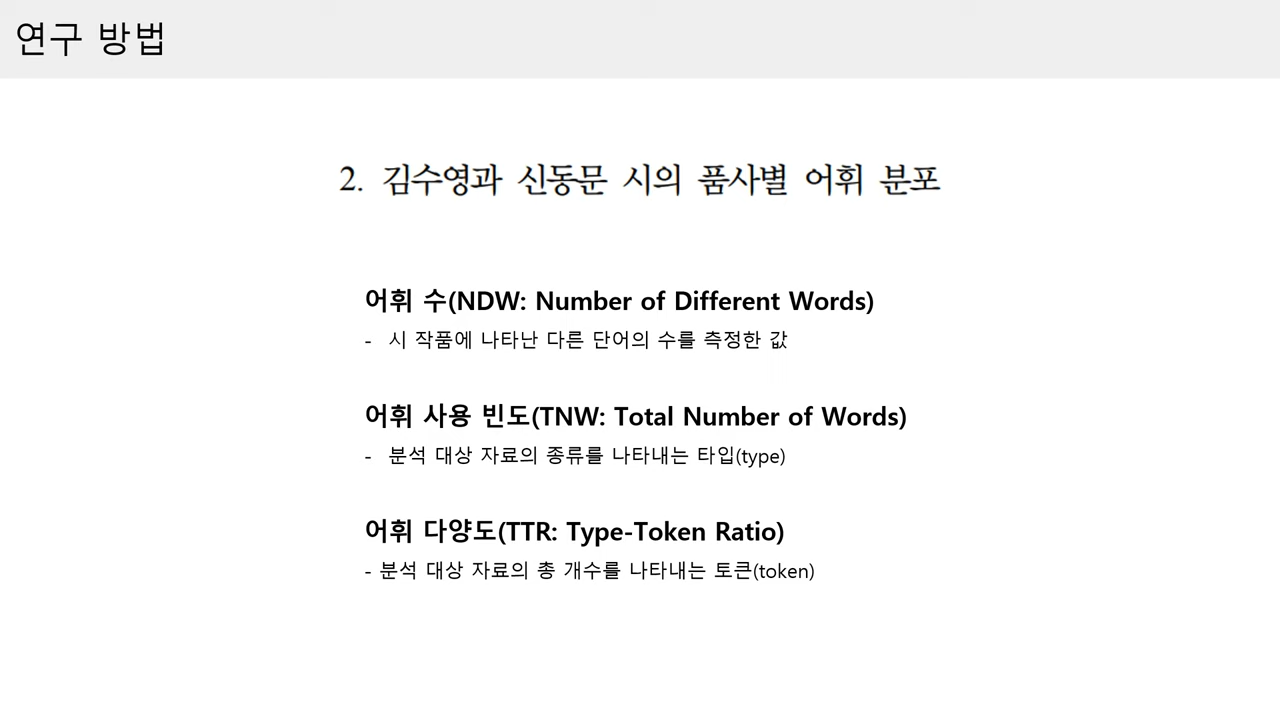 연구 방법
2. 김수영과 신동문 시의 품사별 어휘 분포
어휘 수(NDW: Number of Different Words)
- 시 작품에 나타난 다른 단어의 수를 측정한 값
어휘 사용 빈도(TNW: Total Number of Words)
- 분석 대상 자료의 종류를 나타내는 타입(type)
어휘 다양도(TTR: Type-Token Ratio)
- 분석 대상 자료의 총 개수를 나타내는 토큰(token)